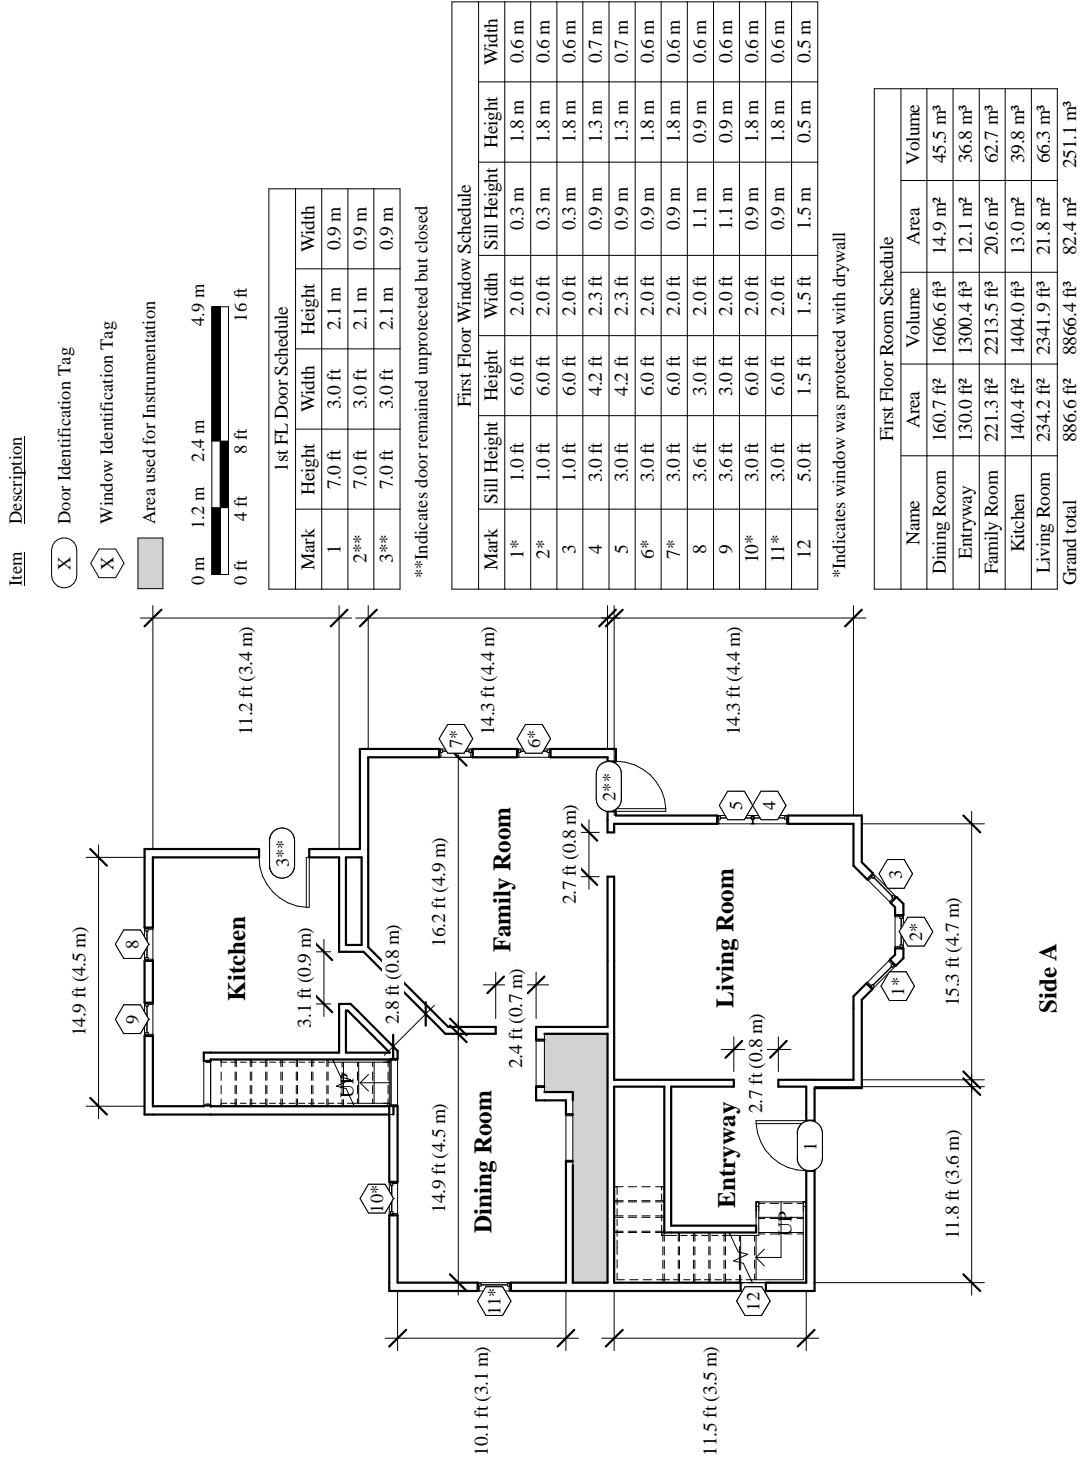 Item Description
X Door Identification Tag
X Window Identification Tag
Area used for Instrumentation
0 m 1.2 m 2.4 m 4.9 m
0 ft 4 ft 8 ft 16 ft
1st FL Door Schedule
Mark Height Width Height Width
1 7.0 ft 3.0 ft 2.1 m 0.9 m
2** 7.0 ft 3.0 ft 2.1 m 0.9 m
3** 7.0 ft 3.0 ft 2.1 m 0.9 m
**Indicates door remained unprotected but closed
First Floor Window Schedule
Mark Sill Height Height Width Sill Height Height Width
1* 1.0 ft 6.0 ft 2.0 ft 0.3 m 1.8 m 0.6 m
2* 1.0 ft 6.0 ft 2.0 ft 0.3 m 1.8 m 0.6 m
3 1.0 ft 6.0 ft 2.0 ft 0.3 m 1.8 m 0.6 m
4 3.0 ft 4.2 ft 2.3 ft 0.9 m 1.3 m 0.7 m
5 3.0 ft 4.2 ft 2.3 ft 0.9 m 1.3 m 0.7 m
6* 3.0 ft 6.0 ft 2.0 ft 0.9 m 1.8 m 0.6 m
7* 3.0 ft 6.0 ft 2.0 ft 0.9 m 1.8 m 0.6 m
8 3.6 ft 3.0 ft 2.0 ft 1.1 m 0.9 m 0.6 m
9 3.6 ft 3.0 ft 2.0 ft 1.1 m 0.9 m 0.6 m
10* 3.0 ft 6.0 ft 2.0 ft 0.9 m 1.8 m 0.6 m
11* 3.0 ft 6.0 ft 2.0 ft 0.9 m 1.8 m 0.6 m
12 5.0 ft 1.5 ft 1.5 ft 1.5 m 0.5 m 0.5 m
*Indicates window was protected with drywall
First Floor Room Schedule
Name Area Volume Area Volume
Dining Room 160.7 ft² 1606.6 ft³ 14.9 m² 45.5 m³
Entryway 130.0 ft² 1300.4 ft³ 12.1 m² 36.8 m³
Family Room 221.3 ft² 2213.5 ft³ 20.6 m² 62.7 m³
Kitchen 140.4 ft² 1404.0 ft³ 13.0 m² 39.8 m³
Living Room 234.2 ft² 2341.9 ft³ 21.8 m² 66.3 m³
Grand total 886.6 ft² 8866.4 ft³ 82.4 m² 251.1 m³
14.9 ft (4.5 m)
11.2 ft (3.4 m)
9
8
Kitchen
3**
3.1 ft (0.9 m)
UP
10*
2.8 ft (0.8 m)
14.9 ft (4.5 m)
16.2 ft (4.9 m)
7*
14.3 ft (4.4 m)
10.1 ft (3.1 m)
11*
Dining Room
2.4 ft (0.7 m)
Family Room
6*
2.7 ft (0.8 m)
2**
11.5 ft (3.5 m)
12
UP
Entryway
1
2.7 ft (0.8 m)
Living Room
5
4
14.3 ft (4.4 m)
1*
2*
3
11.8 ft (3.6 m)
15.3 ft (4.7 m)
Side A